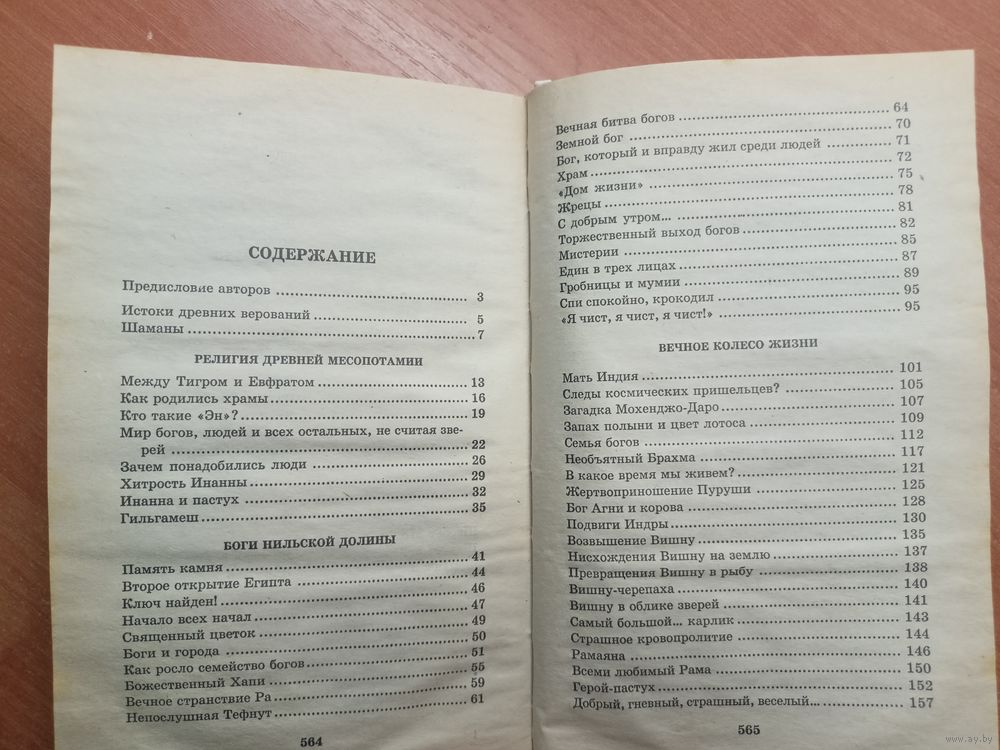 СОДЕРЖАНИЕ
Предисловие авторов ........ 3
Истоки древних верований ........ 5
Шаманы ........ 7
РЕЛИГИЯ ДРЕВНЕЙ МЕСОПОТАМИИ
Между Тигром и Евфратом ........ 13
Как родились храмы ........ 16
Кто такие «Эн»? ........ 19
Мир богов, людей и всех остальных, не считая зве-
рей ........ 22
Зачем понадобились люди ........ 26
Хитрость Инанны ........ 29
Инанна и пастух ........ 32
Гильгамеш ........ 35
БОГИ НИЛЬСКОЙ ДОЛИНЫ
Память камня ........ 41
Второе открытие Египта ........ 44
Ключ найден! ........ 46
Начало всех начал ........ 47
Священный цветок ........ 49
Боги и города ........ 50
Как росло семейство богов ........ 51
Божественный Хапи ........ 55
Вечное странствие Ра ........ 59
Непослушная Тефнут ........ 61
564
Вечная битва богов ........ 64
Земной бог ........ 70
Бог, который и вправду жил среди людей ........ 71
Храм ........ 72
«Дом жизни» ........ 75
Жрецы ........ 78
С добрым утром... ........ 81
Торжественный выход богов ........ 82
Мистерии ........ 85
Един в трех лицах ........ 87
Гробницы и мумии ........ 89
Спи спокойно, крокодил ........ 95
«Я чист, я чист, я чист!» ........ 95
ВЕЧНОЕ КОЛЕСО ЖИЗНИ
Мать Индия ........ 101
Следы космических пришельцев? ........ 105
Загадка Мохенджо-Даро ........ 107
Запах полыни и цвет лотоса ........ 109
Семья богов ........ 112
Необъятный Брахма ........ 117
В какое время мы живем? ........ 121
Жертвоприношение Пуруши ........ 125
Бог Агни и корова ........ 128
Подвиги Индры ........ 130
Возвышение Вишну ........ 135
Нисхождения Вишну на землю ........ 137
Превращения Вишну в рыбу ........ 138
Вишну-черепаха ........ 140
Вишну в облике зверей ........ 141
Самый большой... карлик ........ 143
Страшное кровопролитие ........ 144
Рамаяна ........ 146
Всеми любимый Рама ........ 150
Герой-пастух ........ 152
Добрый, гневный, страшный, веселый... ........ 157
565
www.ay.by